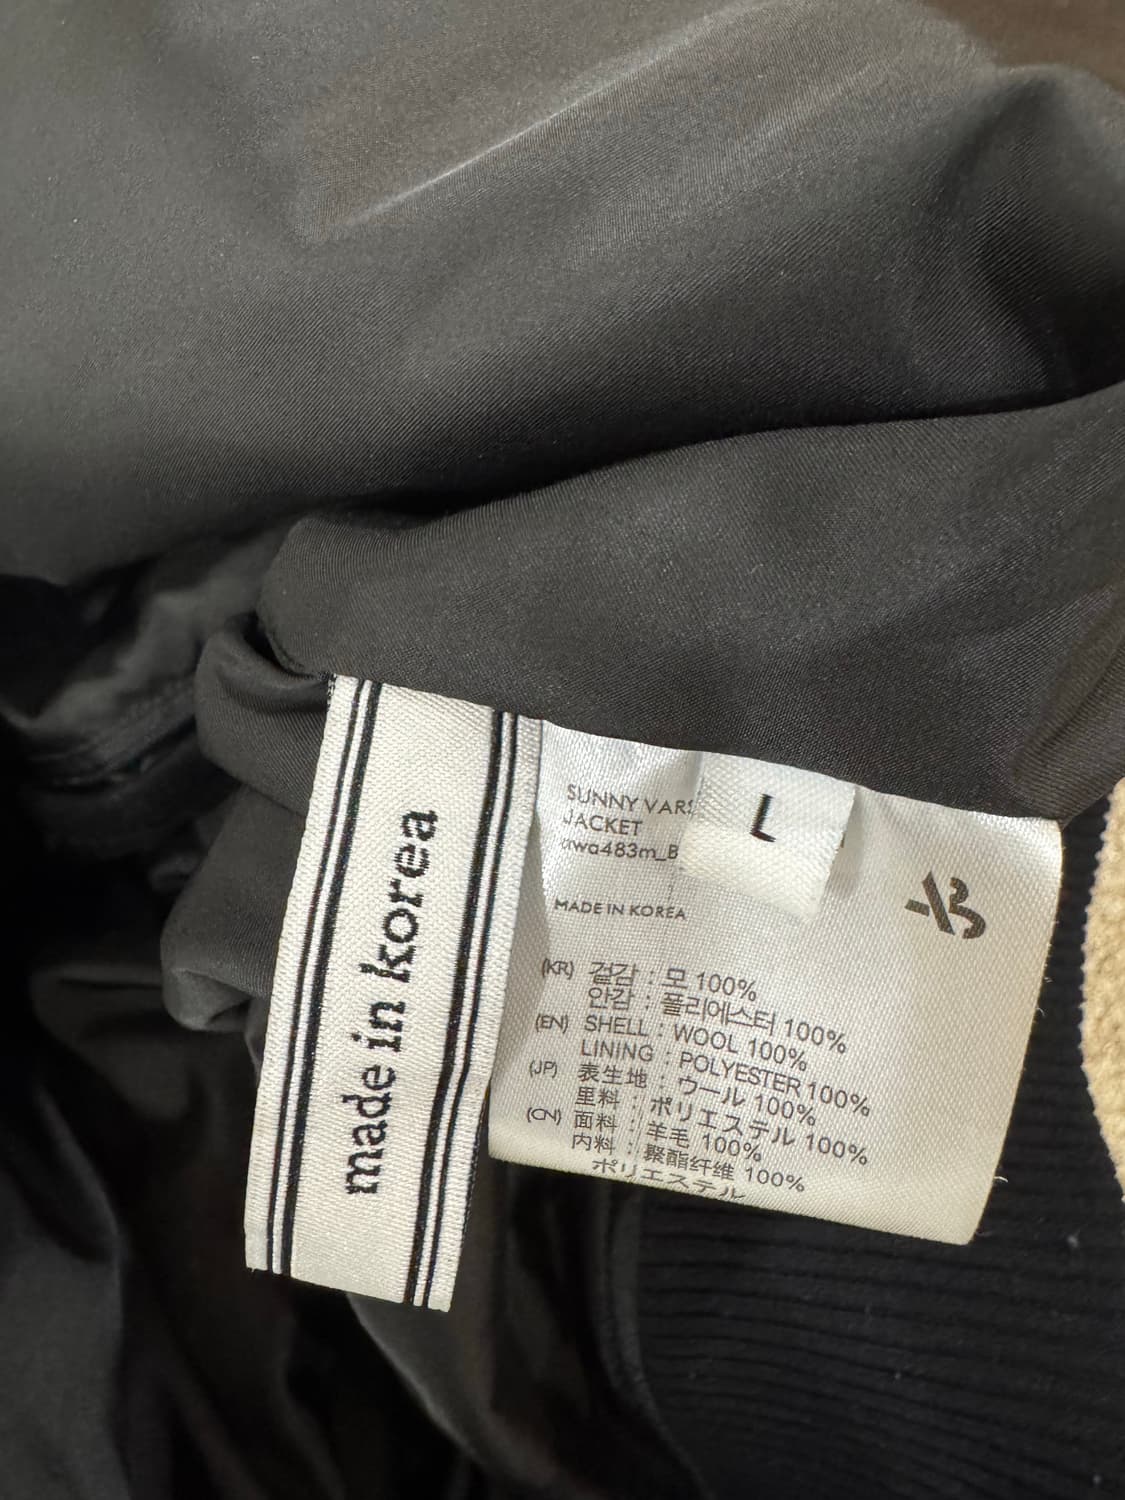 made in korea
L
SUNNY VARS
JACKET
awa483m_B
MADE IN KOREA
(KR) 겉감 : 모 100%
안감 : 폴리에스터 100%
(EN) SHELL : WOOL 100%
LINING : POLYESTER 100%
(JP) 表生地 : ウール 100%
里料 : ポリエステル 100%
(CN) 面料 : 羊毛 100%
内料 : 聚酯纤维 100%
ポリエステル